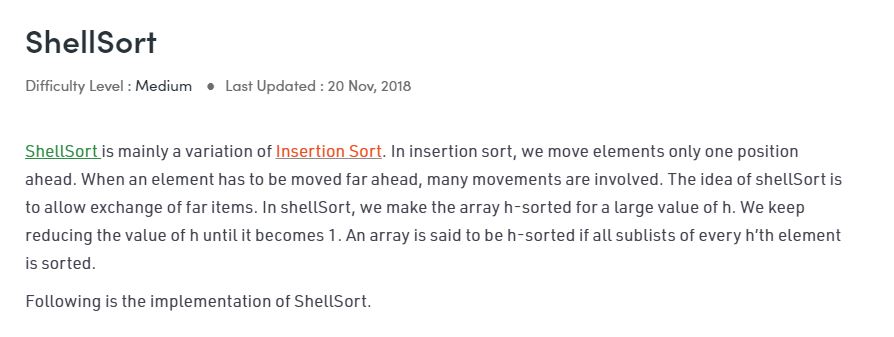 ShellSort
Difficulty Level : Medium ● Last Updated : 20 Nov, 2018
ShellSort is mainly a variation of Insertion Sort. In insertion sort, we move elements only one position
ahead. When an element has to be moved far ahead, many movements are involved. The idea of shellSort is
to allow exchange of far items. In shellSort, we make the array h-sorted for a large value of h. We keep
reducing the value of h until it becomes 1. An array is said to be h-sorted if all sublists of every h'th element
is sorted.
Following is the implementation of ShellSort.